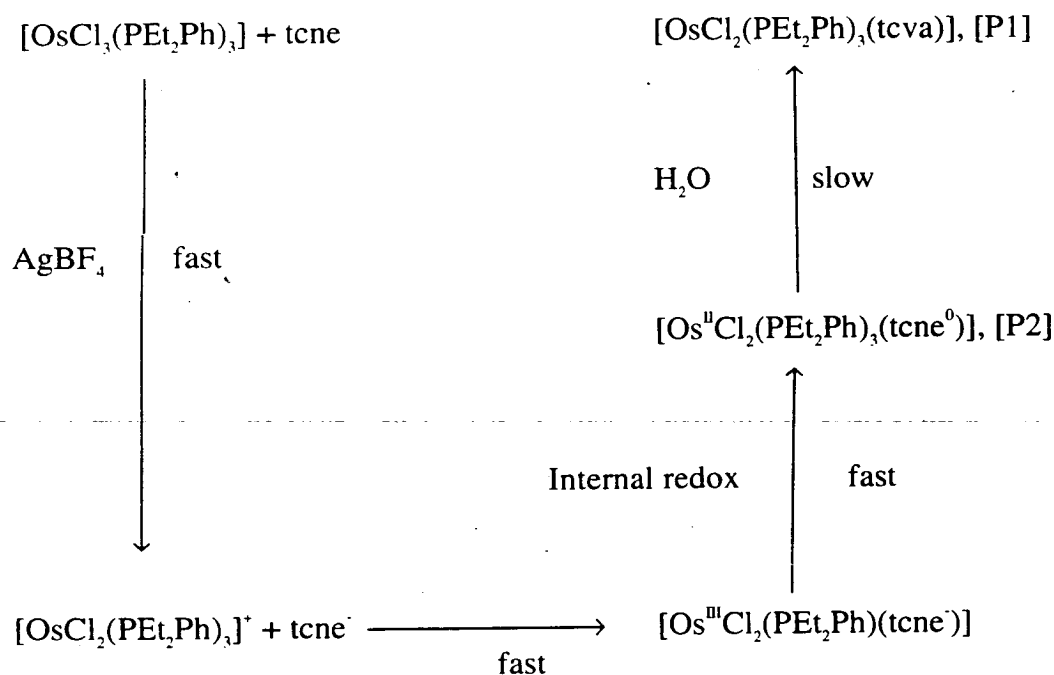 [OsCl₃(PEt₂Ph)₃] + tcne
[OsCl₂(PEt₂Ph)₃(tcva)], [P1]
H₂O slow
AgBF₄ fast
[OsᴵᴵCl₂(PEt₂Ph)₃(tcne⁰)], [P2]
Internal redox fast
[OsCl₂(PEt₂Ph)₃]⁺ + tcne⁻
fast
[OsᴵᴵᴵCl₂(PEt₂Ph)(tcne⁻)]